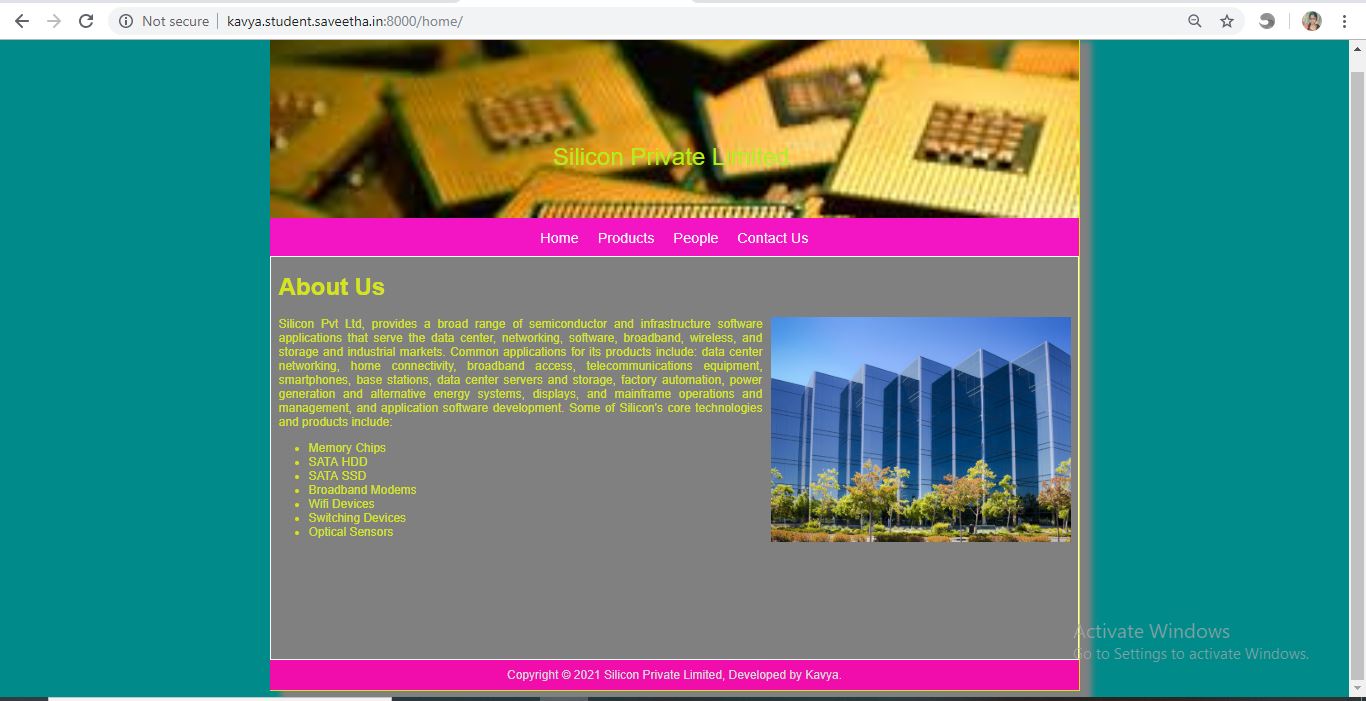 Not secure
kavya.student.saveetha.in:8000/home/
Silicon Private Limited
Home Products People Contact Us
About Us
Silicon Pvt Ltd, provides a broad range of semiconductor and infrastructure software
applications that serve the data center, networking, software, broadband, wireless, and
storage and industrial markets. Common applications for its products include: data center
networking, home connectivity, broadband access, telecommunications equipment,
smartphones, base stations, data center servers and storage, factory automation, power
generation and alternative energy systems, displays, and mainframe operations and
management, and application software development. Some of Silicon's core technologies
and products include:
• Memory Chips
• SATA HDD
• SATA SSD
• Broadband Modems
• Wifi Devices
• Switching Devices
• Optical Sensors
Activate Windows
Go to Settings to activate Windows.
Copyright © 2021 Silicon Private Limited, Developed by Kavya.